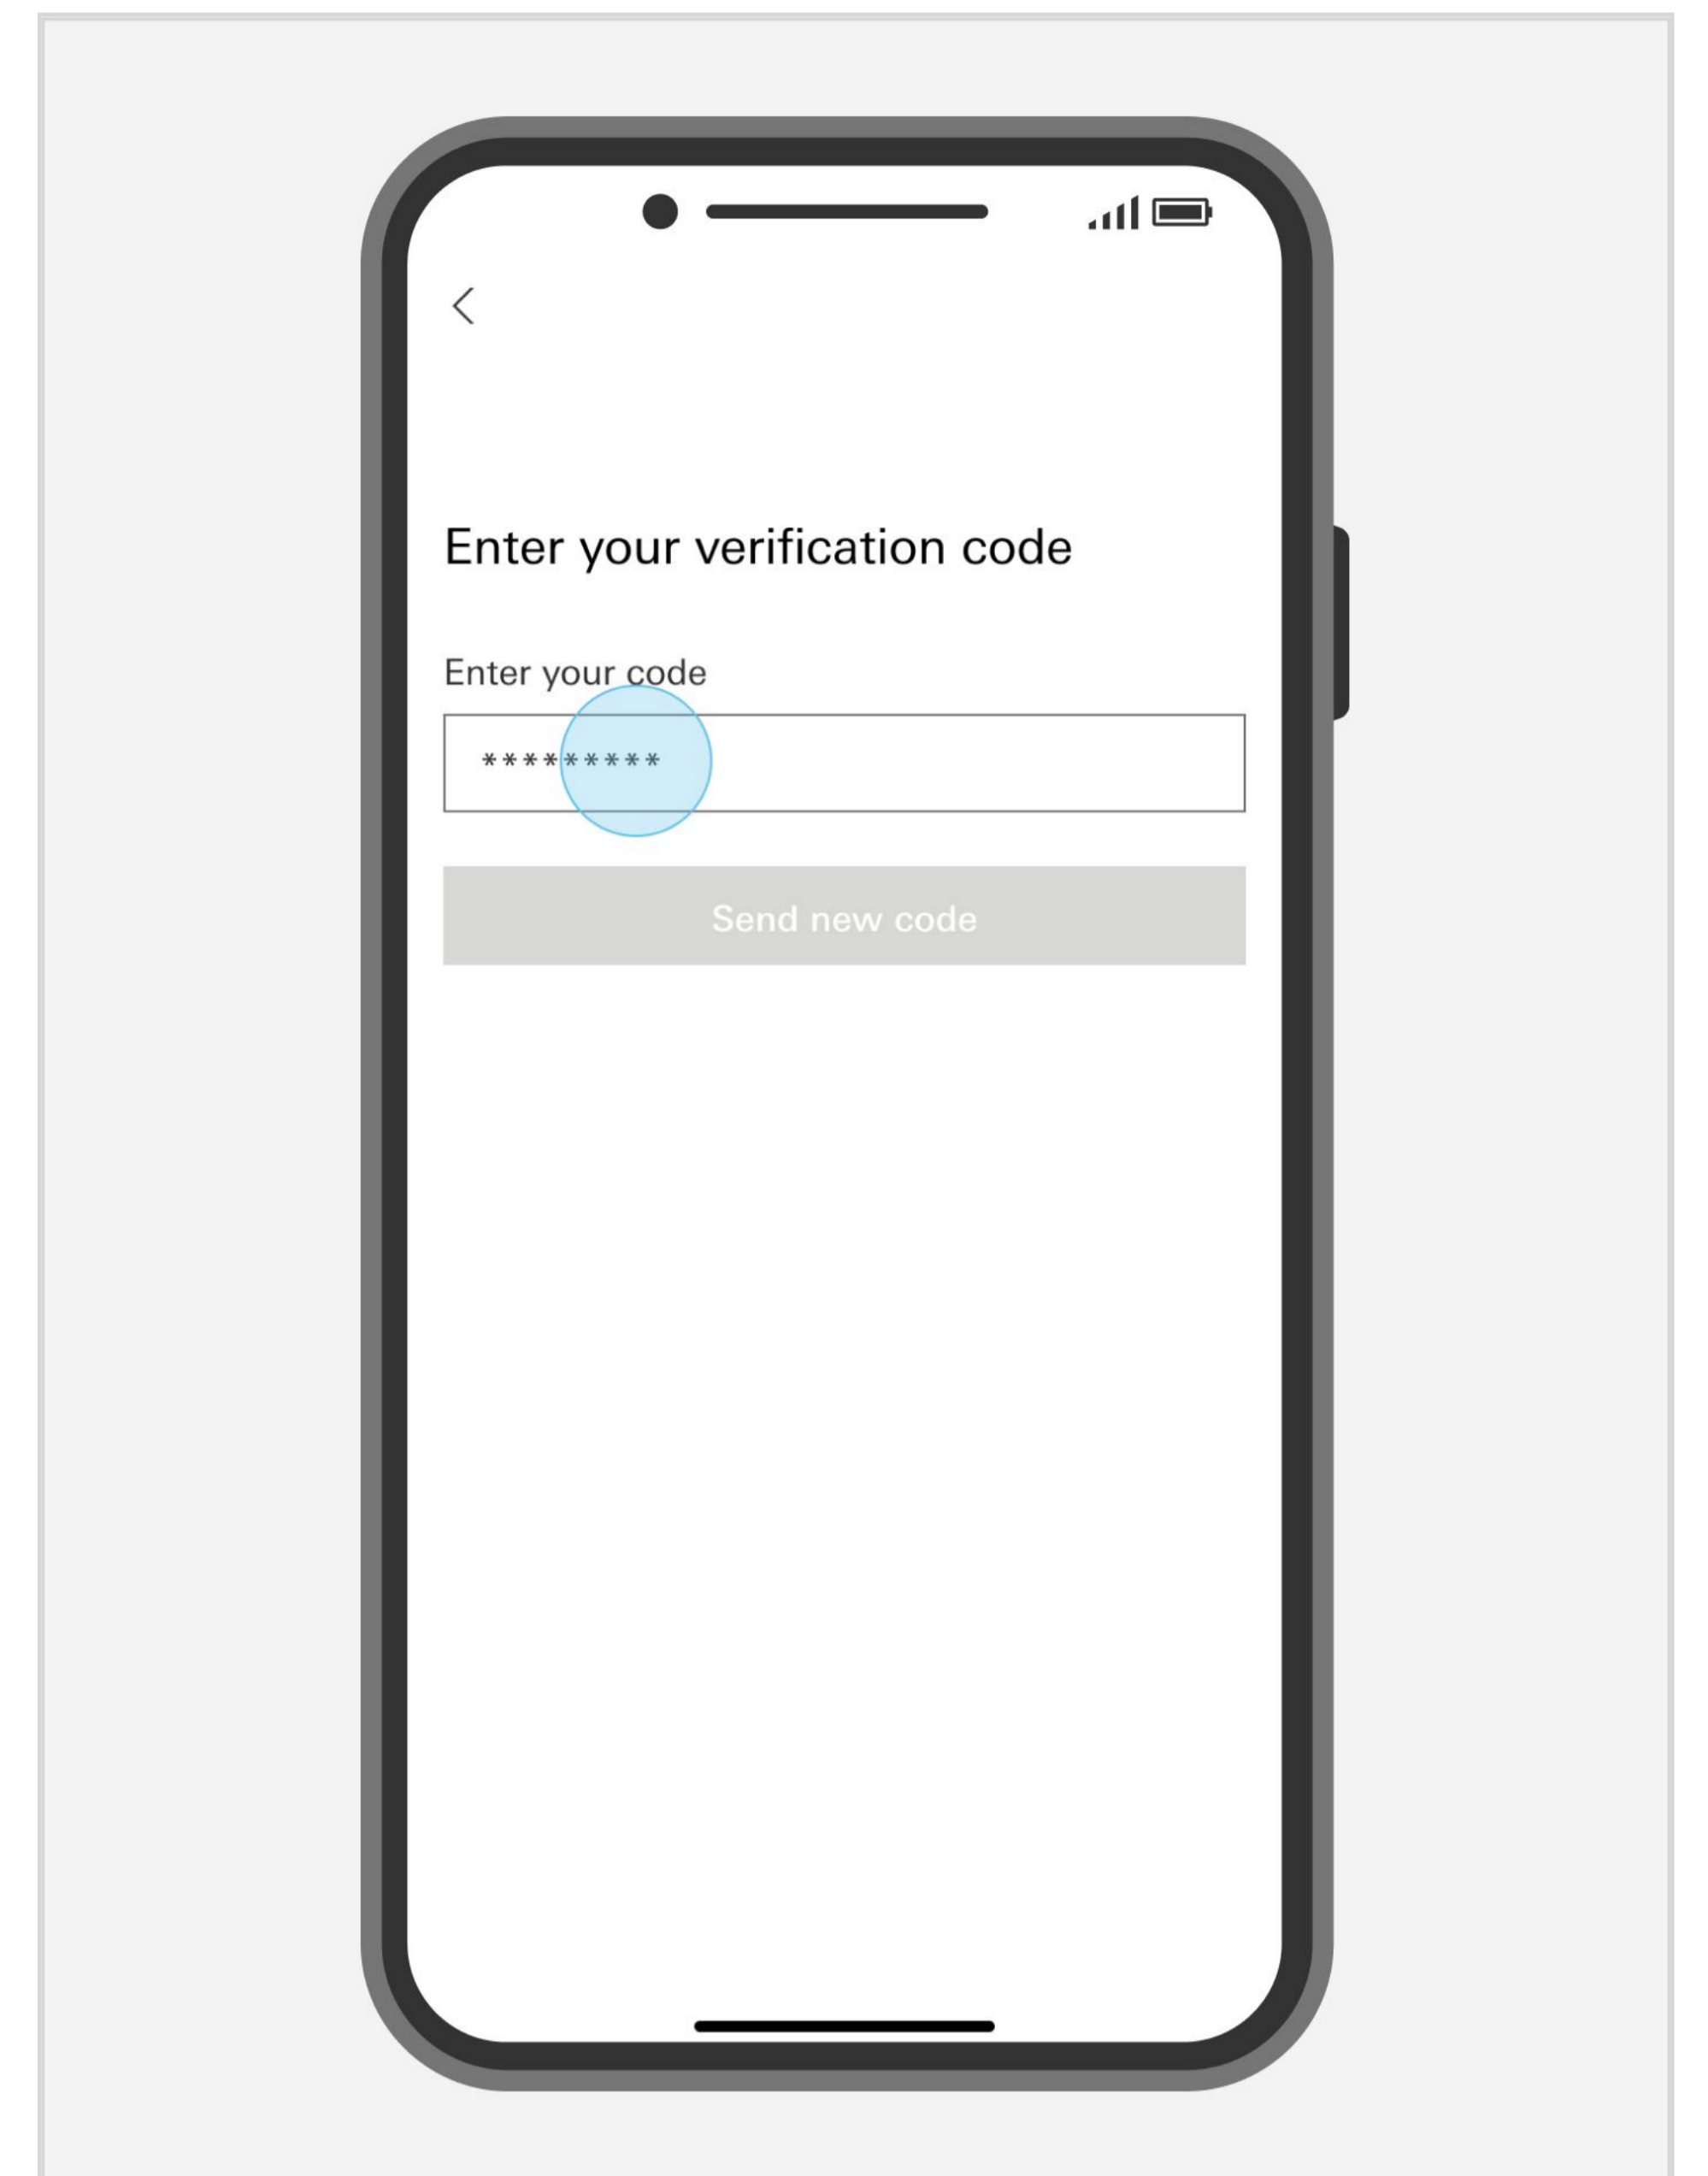 Enter your verification code
Enter your code
*********
Send new code